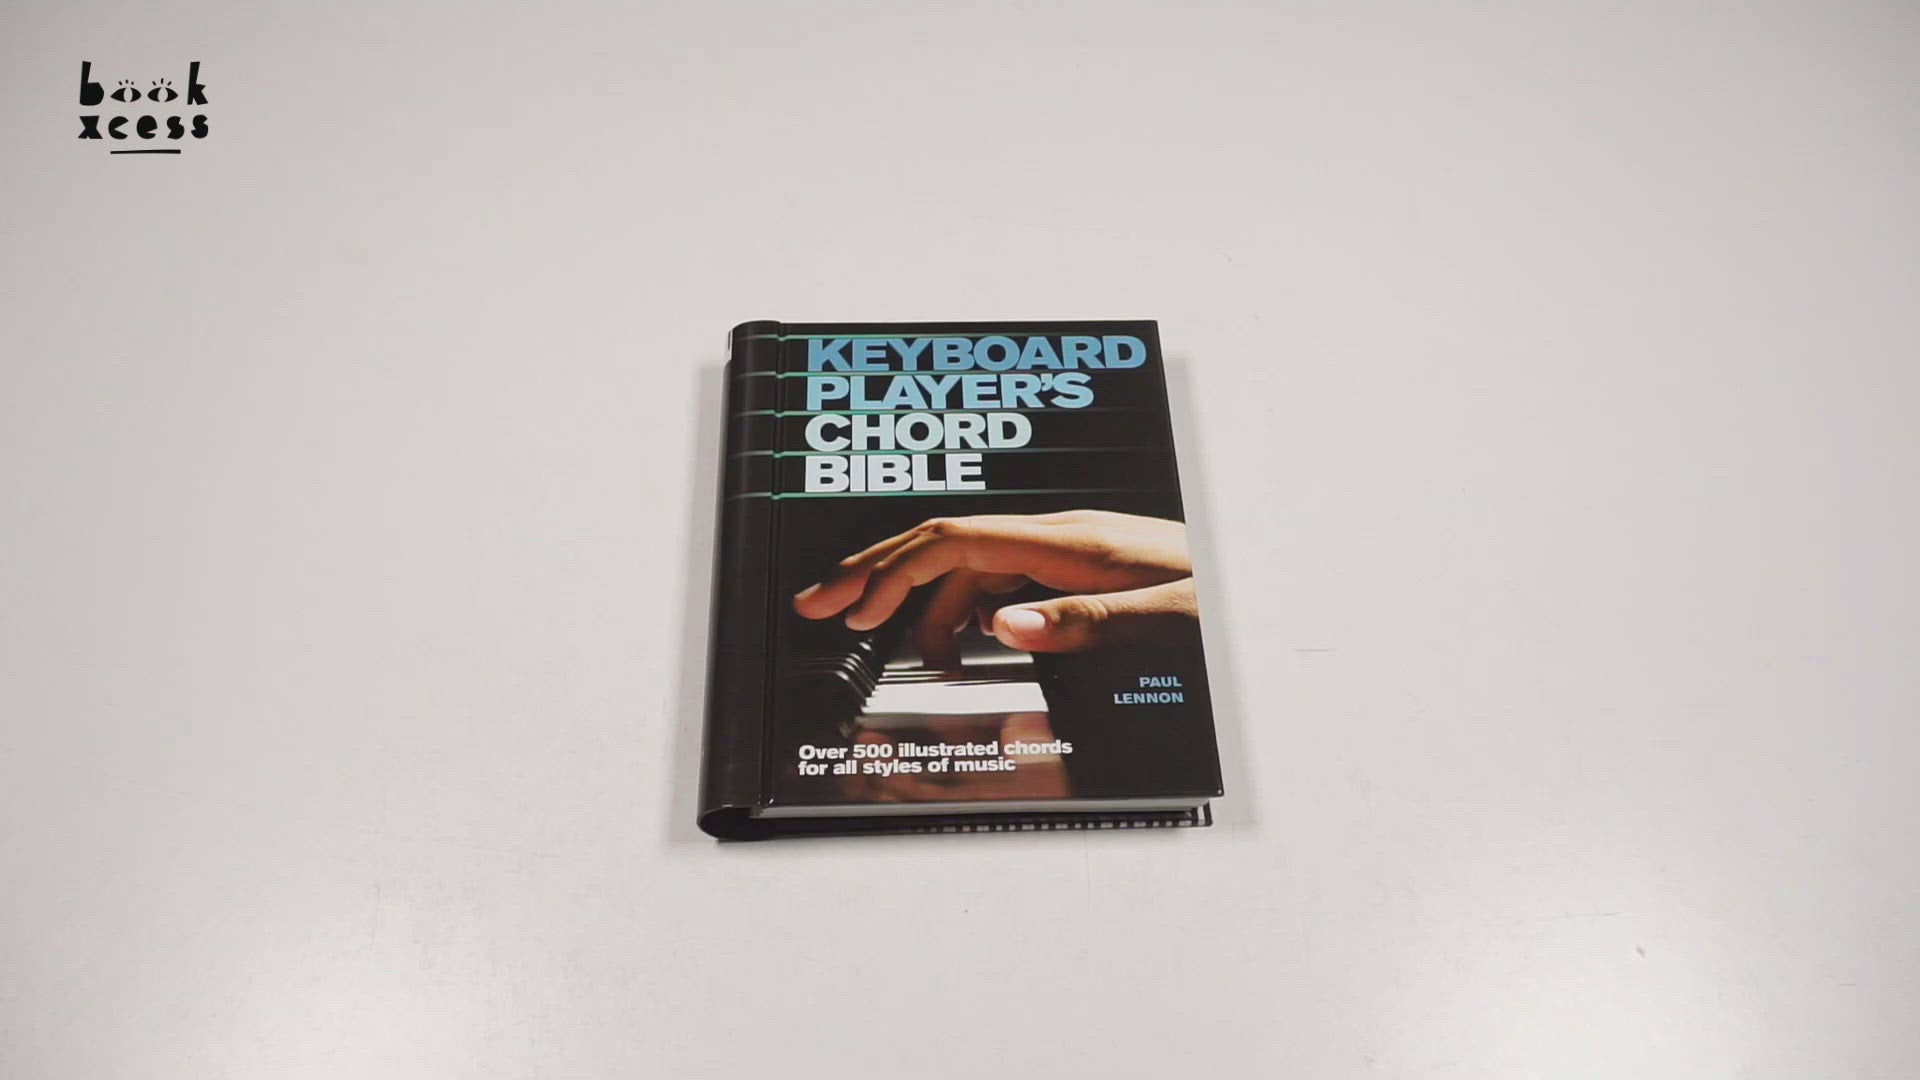 book
xcess
KEYBOARD
PLAYER'S
CHORD
BIBLE
PAUL
LENNON
Over 500 illustrated chords
for all styles of music